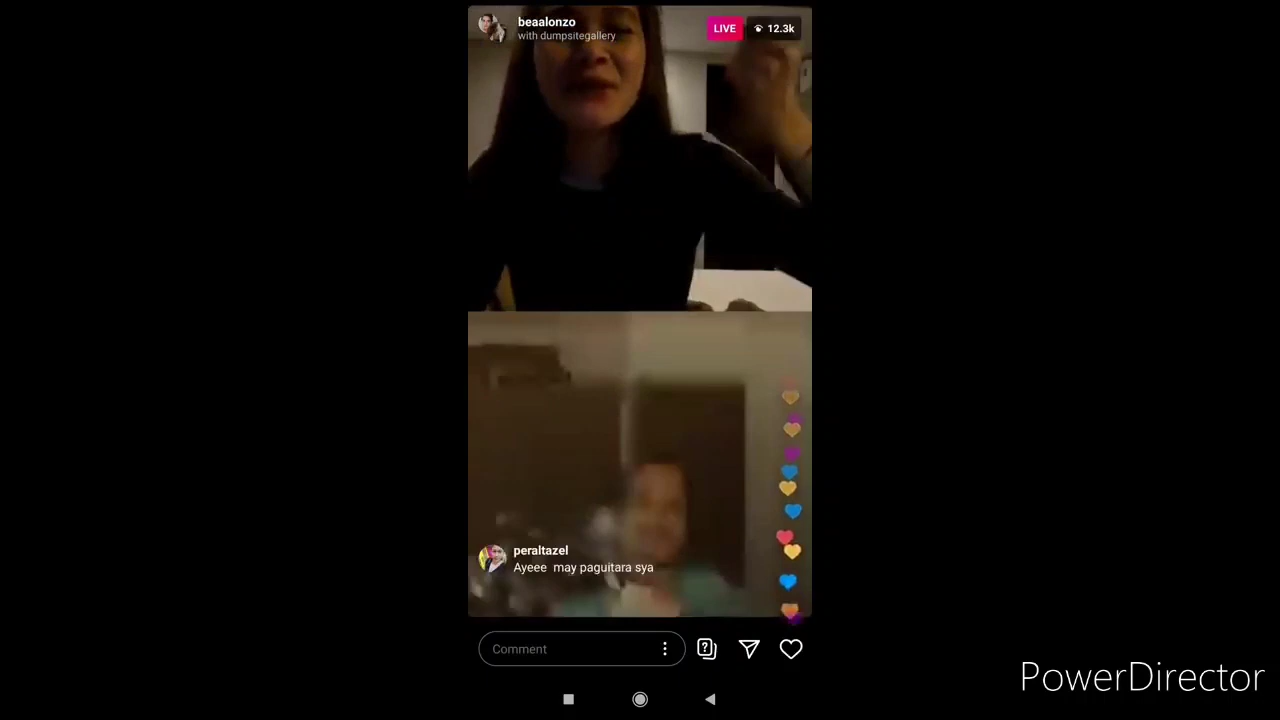 beaalonzo
with dumpsitegallery
LIVE
12.3k
peraltazel
Ayeee may paguitara sya
Comment
PowerDirector